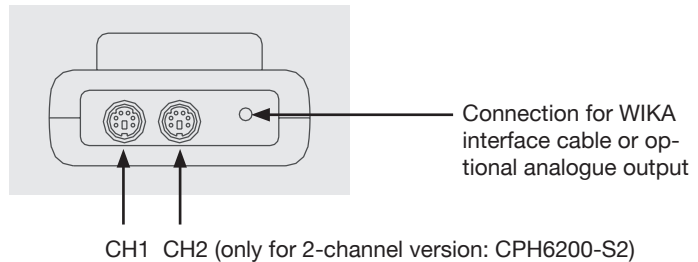 Connection for WIKA
interface cable or op-
tional analogue output
CH1 CH2 (only for 2-channel version: CPH6200-S2)